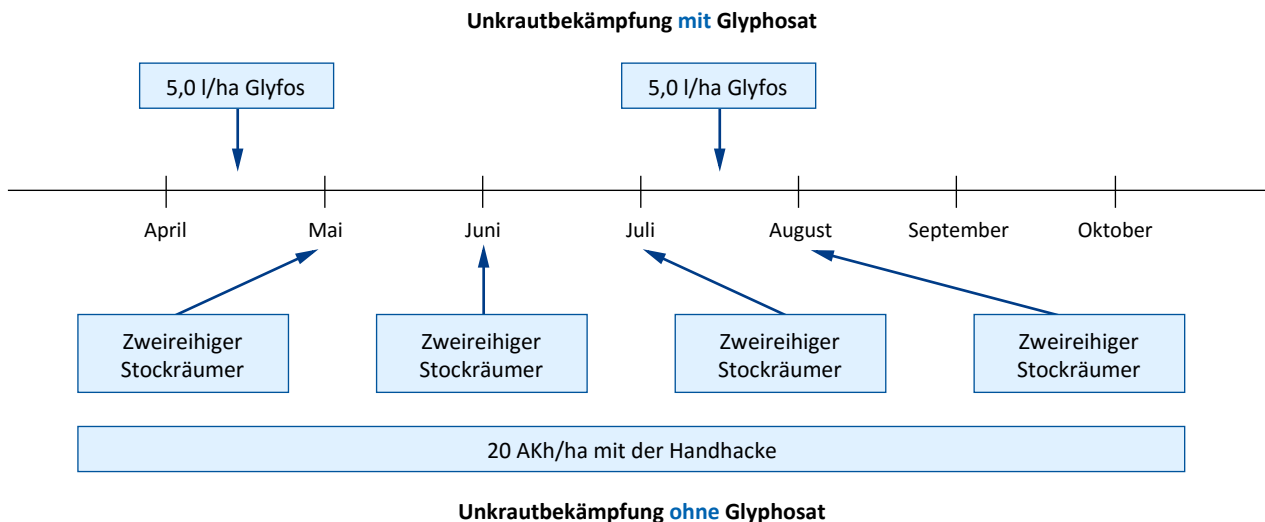 Unkrautbekämpfung mit Glyphosat
5,0 l/ha Glyfos
5,0 l/ha Glyfos
April
Mai
Juni
Juli
August
September
Oktober
Zweireihiger
Stockräumer
Zweireihiger
Stockräumer
Zweireihiger
Stockräumer
Zweireihiger
Stockräumer
20 AKh/ha mit der Handhacke
Unkrautbekämpfung ohne Glyphosat